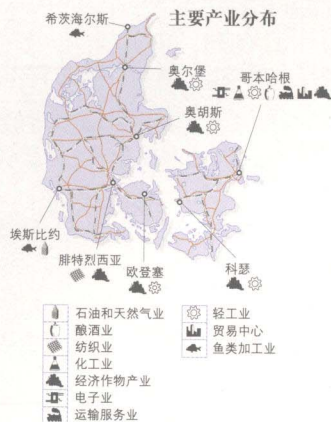 主要产业分布
希茨海尔斯
奥尔堡
哥本哈根
奥胡斯
埃斯比约
腓特烈西亚
欧登塞
科瑟
石油和天然气业
酿酒业
纺织业
化工业
经济作物产业
电子业
运输服务业
轻工业
贸易中心
鱼类加工业